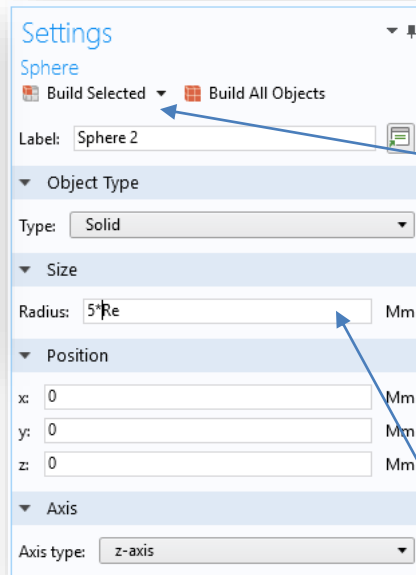 Settings
Sphere
Build Selected Build All Objects
Label: Sphere 2
Object Type
Type: Solid
Size
Radius: 5*Re Mm
Position
x: 0 Mm
y: 0 Mm
z: 0 Mm
Axis
Axis type: z-axis